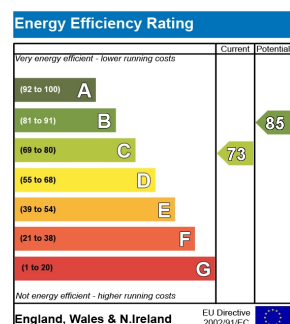 Energy Efficiency Rating
Current Potential
Very energy efficient - lower running costs
(92 to 100) A
(81 to 91) B
85
(69 to 80) C
73
(55 to 68) D
(39 to 54) E
(21 to 38) F
(1 to 20) G
Not energy efficient - higher running costs
England, Wales & N.Ireland
EU Directive
2002/91/EC